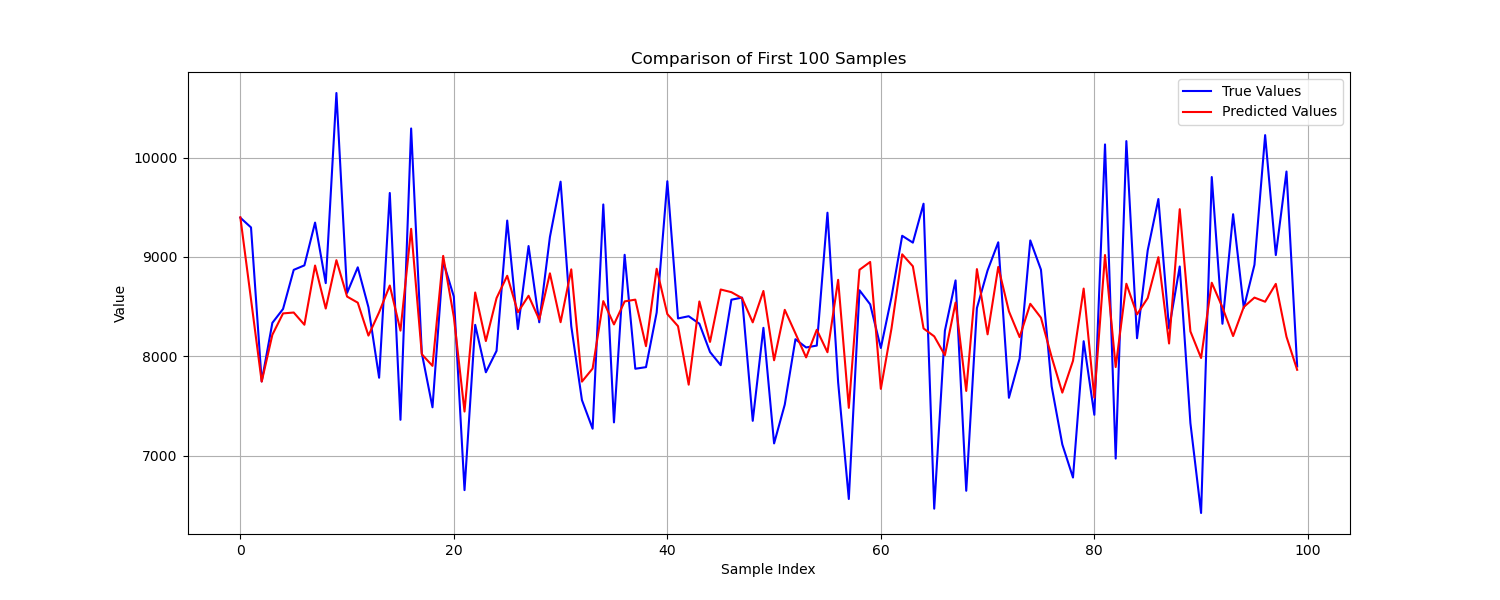 Comparison of First 100 Samples
True Values
Predicted Values
10000
9000
8000
7000
Value
0 20 40 60 80 100
Sample Index